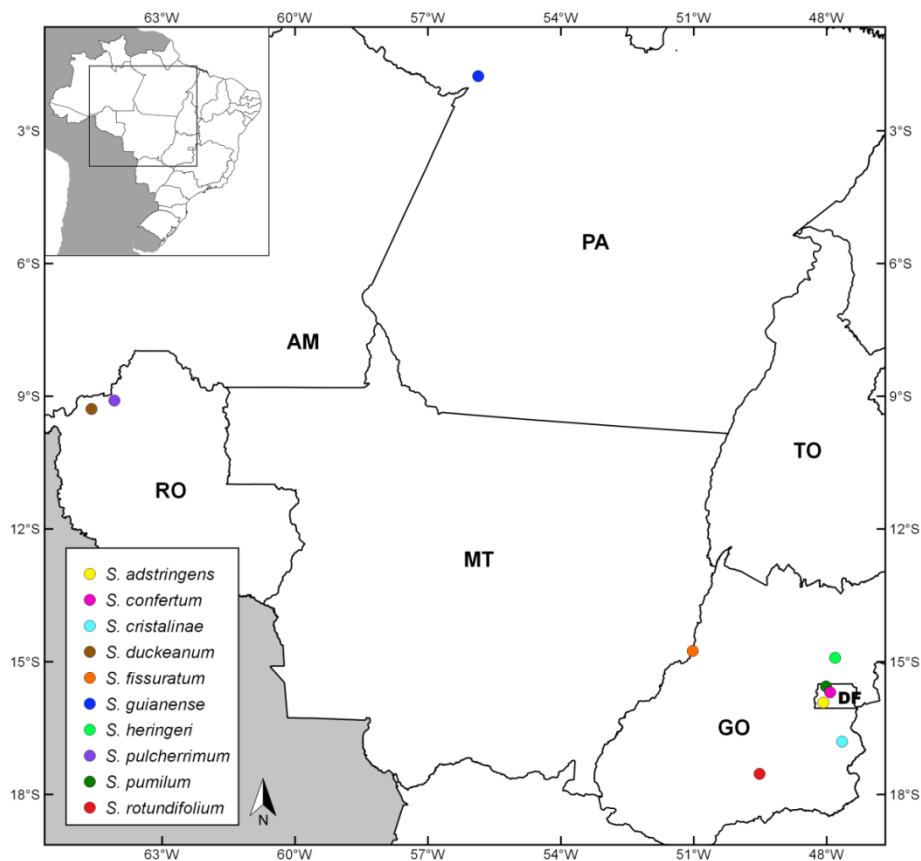 63°W 60°W 57°W 54°W 51°W 48°W
3°S 3°S
PA
6°S 6°S
AM
9°S 9°S
TO
RO
12°S 12°S
MT
S. adstringens
S. confertum
S. cristalinae
S. duckeanum
S. fissuratum
S. guianense
S. heringeri
S. pulcherrimum
S. pumilum
S. rotundifolium
15°S 15°S
DF
GO
18°S 18°S
N
63°W 60°W 57°W 54°W 51°W 48°W